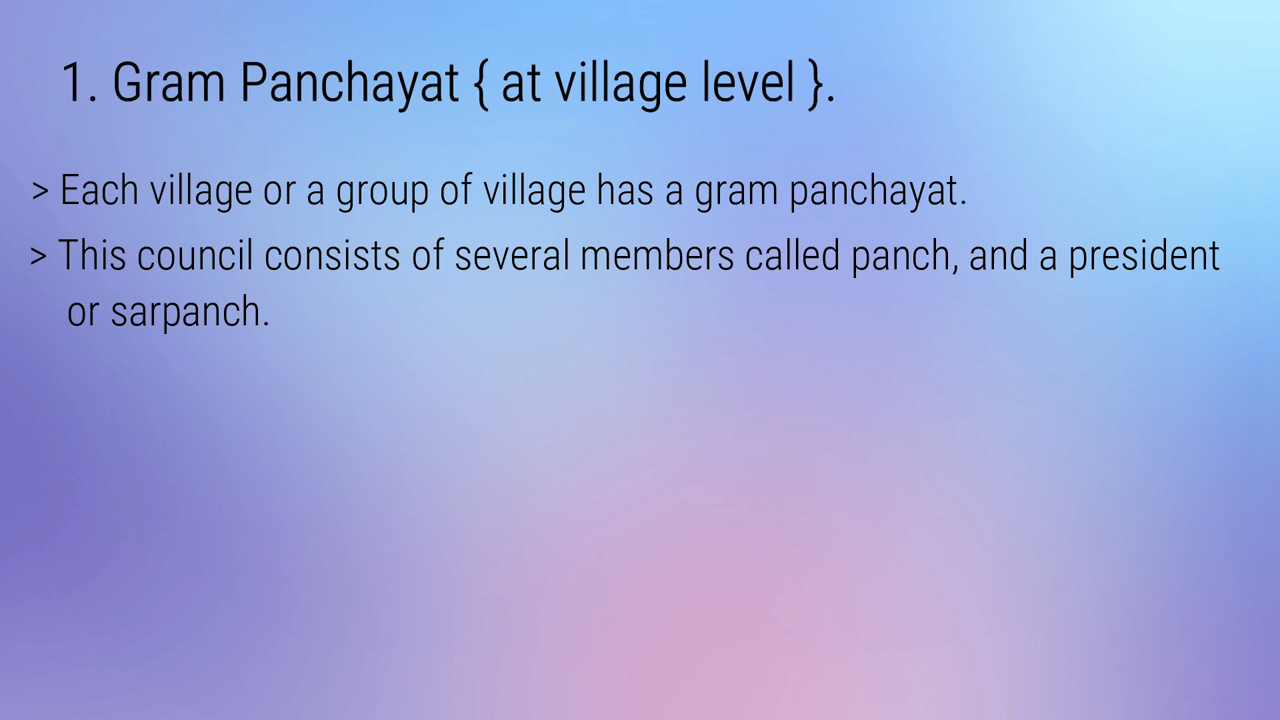 1. Gram Panchayat { at village level }.
> Each village or a group of village has a gram panchayat.
> This council consists of several members called panch, and a president
or sarpanch.